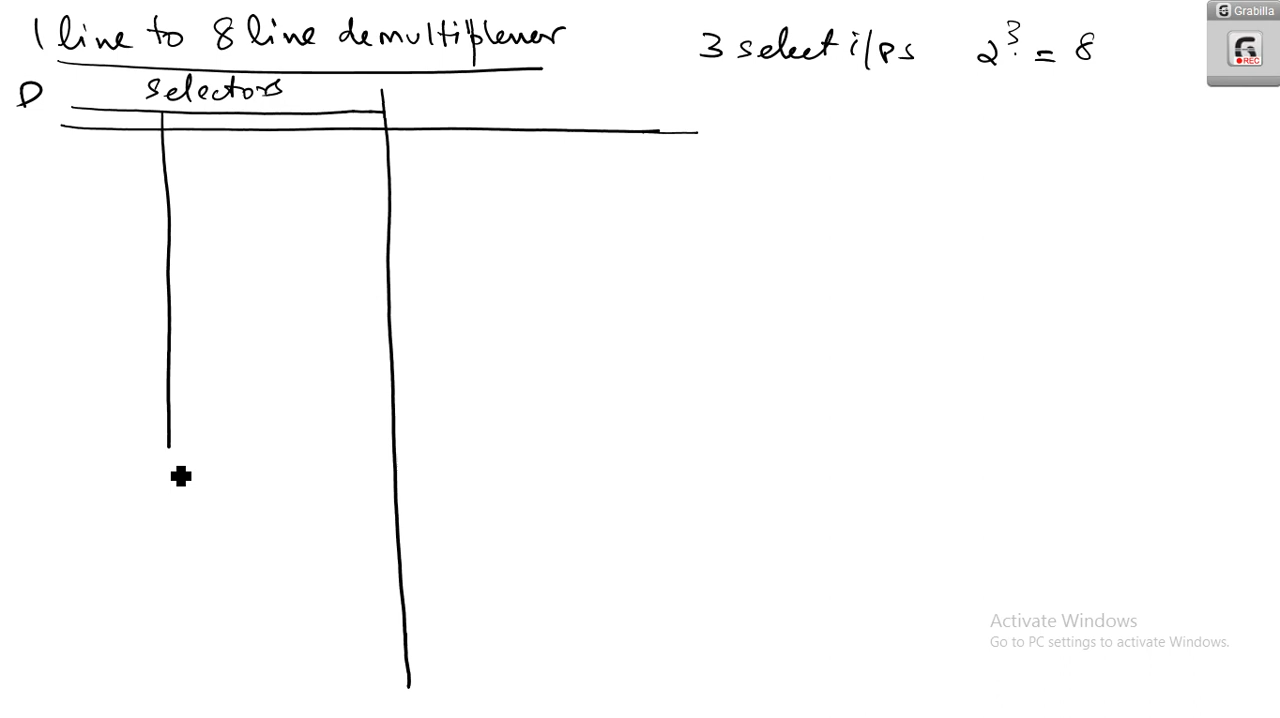 1 line to 8 line demultiplexer
3 select i/ps 2³ = 8
D selectors
Grabilla
REC
Activate Windows
Go to PC settings to activate Windows.